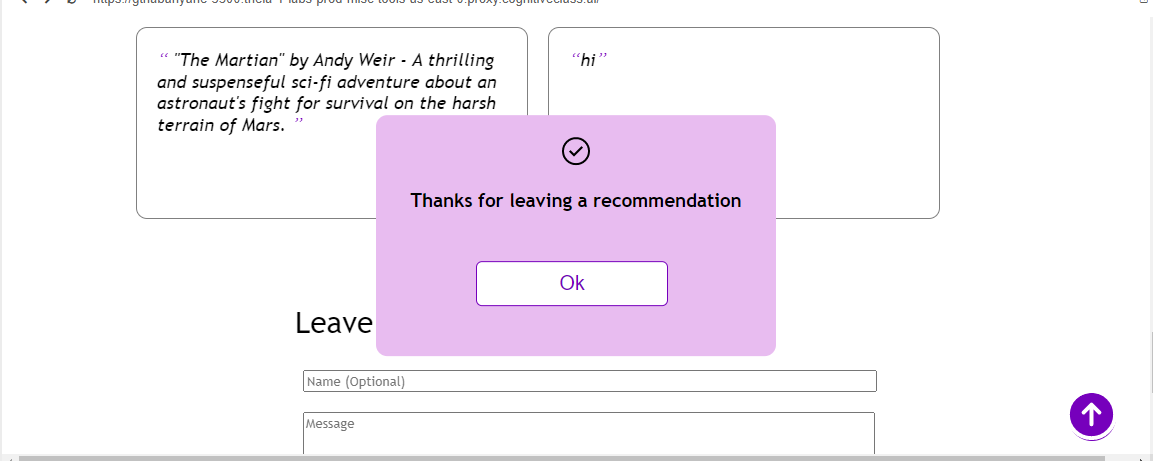 “ "The Martian" by Andy Weir - A thrilling
and suspenseful sci-fi adventure about an
astronaut's fight for survival on the harsh
terrain of Mars. ”
“hi”
Thanks for leaving a recommendation
Ok
Leave
Name (Optional)
Message